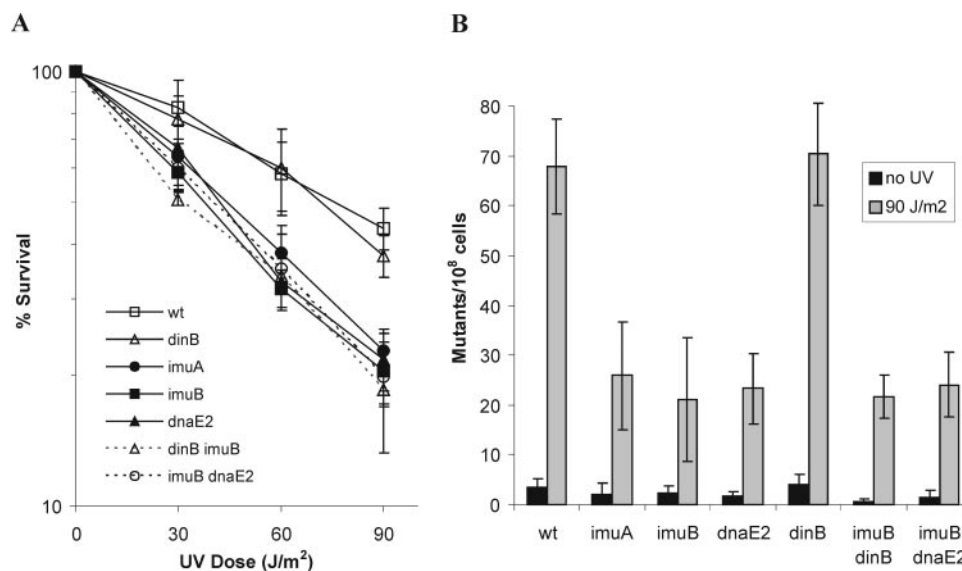 A
B
100
10
% Survival
wt
dinB
imuA
imuB
dnaE2
dinB imuB
imuB dnaE2
0 30 60 90
UV Dose (J/m²)
80
70
60
50
40
30
20
10
0
Mutants/10⁸ cells
no UV
90 J/m2
wt imuA imuB dnaE2 dinB imuB imuB
dinB dnaE2